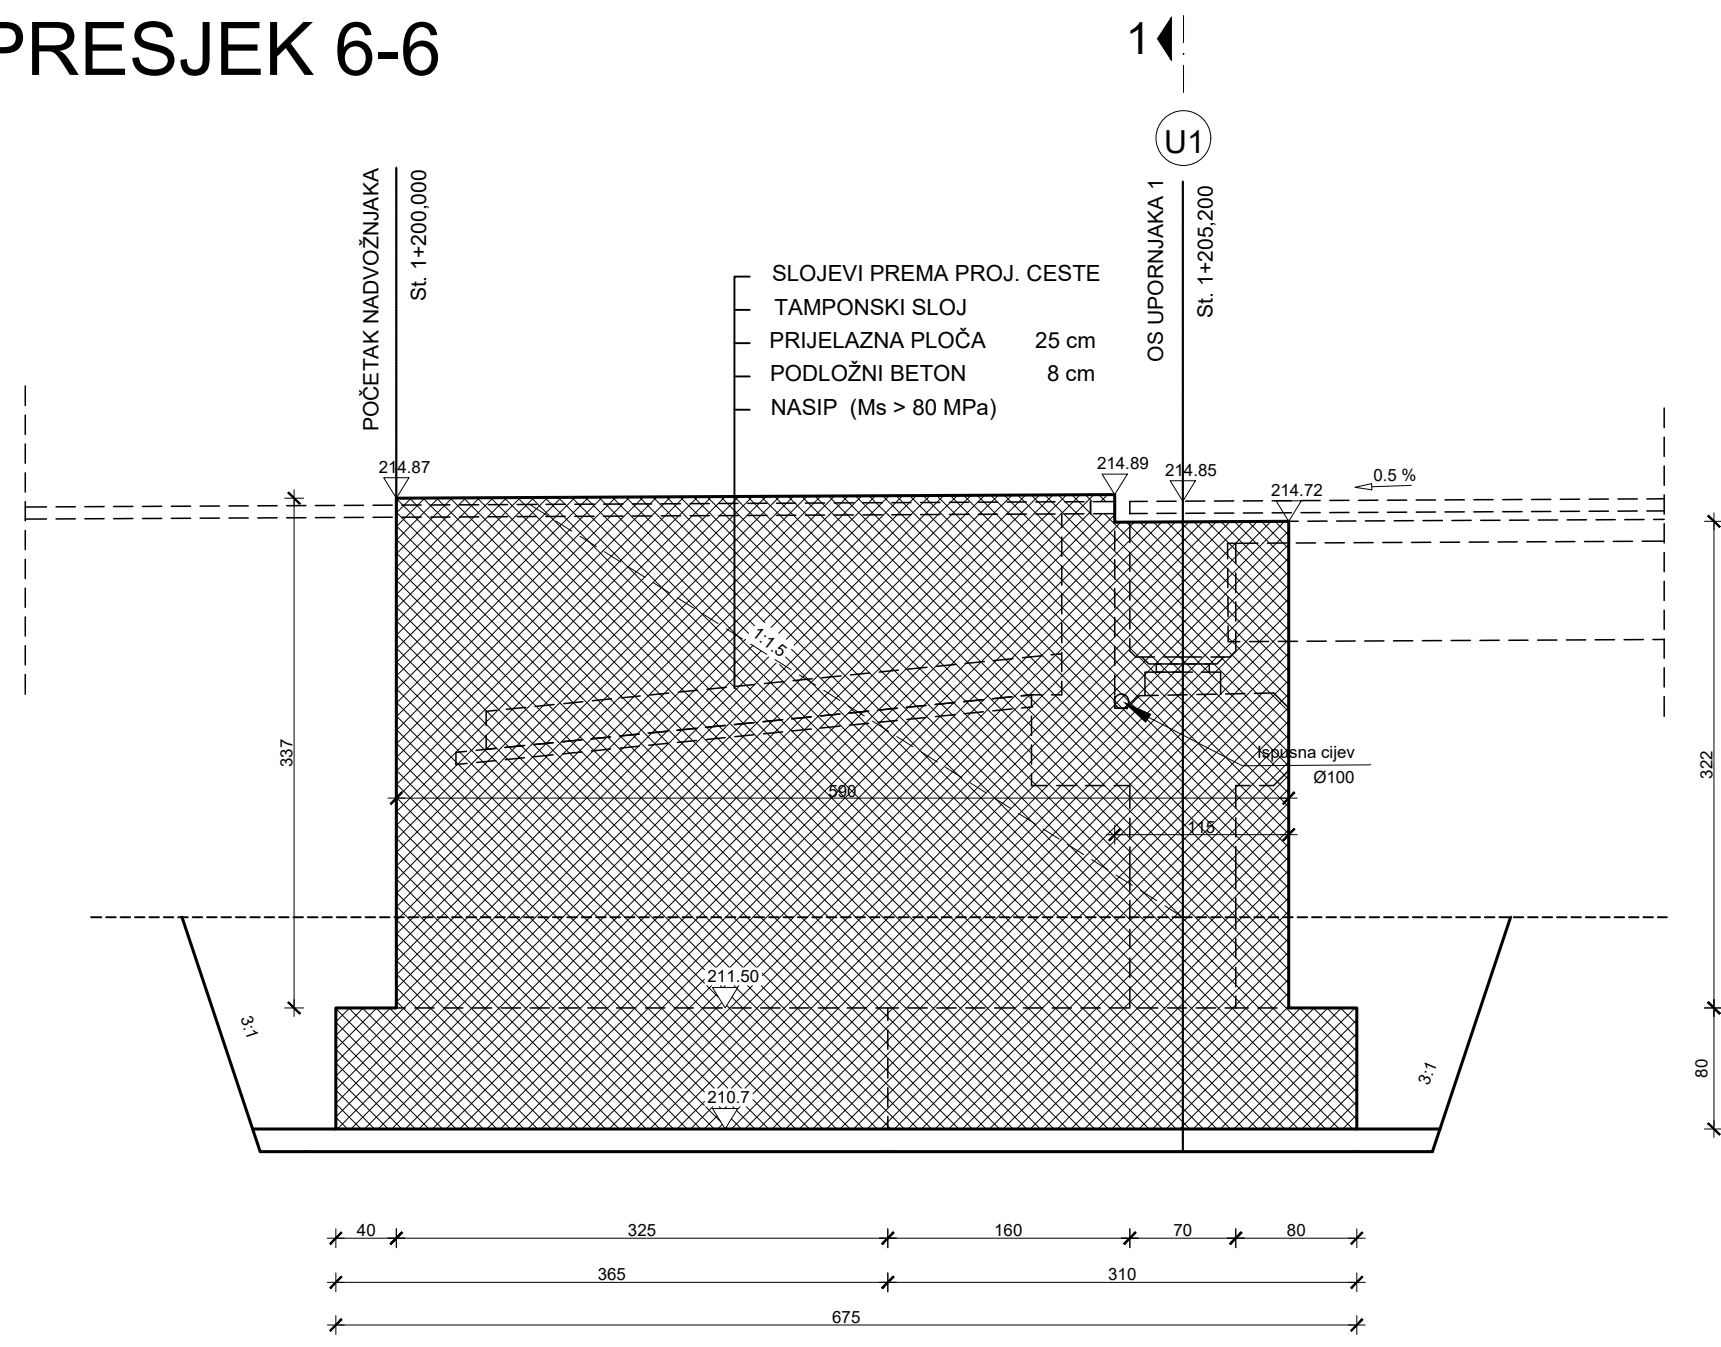 PRESJEK 6-6
1
U1
POČETAK NADVOŽNJAKA
St. 1+200,000
OS UPORNJAKA 1
St. 1+205,200
SLOJEVI PREMA PROJ. CESTE
TAMPONSKI SLOJ
PRIJELAZNA PLOČA 25 cm
PODLOŽNI BETON 8 cm
NASIP (Ms > 80 MPa)
214.87
214.89
214.85
214.72
0.5 %
1:1.5
337
322
Ispusna cijev
Ø100
590
115
211.50
3:1
3:1
80
210.7
40
325
160
70
80
365
310
675